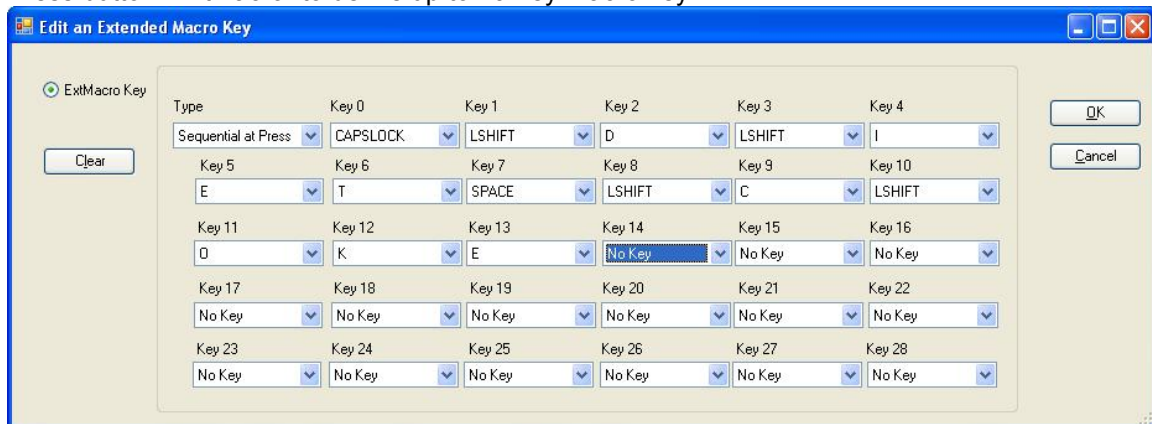 Edit an Extended Macro Key
ExtMacro Key
Type Key 0 Key 1 Key 2 Key 3 Key 4
Sequential at Press CAPSLOCK LSHIFT D LSHIFT I
OK
Clear
Cancel
Key 5 Key 6 Key 7 Key 8 Key 9 Key 10
E T SPACE LSHIFT C LSHIFT
Key 11 Key 12 Key 13 Key 14 Key 15 Key 16
O K E No Key No Key No Key
Key 17 Key 18 Key 19 Key 20 Key 21 Key 22
No Key No Key No Key No Key No Key No Key
Key 23 Key 24 Key 25 Key 26 Key 27 Key 28
No Key No Key No Key No Key No Key No Key